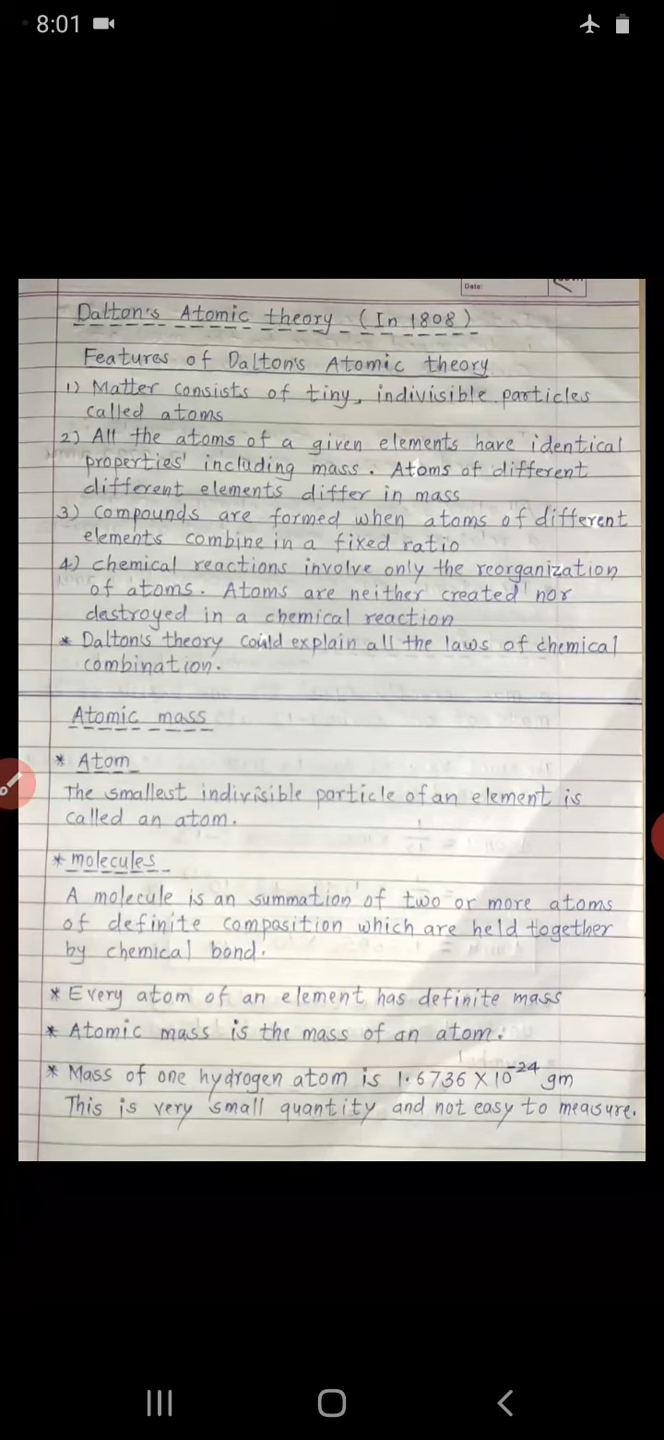 8:01
Date:
Dalton's Atomic theory (In 1808)
Features of Dalton's Atomic theory
1) Matter consists of tiny, indivisible particles
called atoms
2) All the atoms of a given elements have identical
properties' including mass. Atoms of different
different elements differ in mass
3) compounds are formed when atoms of different
elements combine in a fixed ratio
4) chemical reactions involve only the reorganization
of atoms. Atoms are neither created nor
destroyed in a chemical reaction
* Dalton's theory could explain all the laws of chemical
combination.
Atomic mass
* Atom
The smallest indivisible particle of an element is
called an atom.
* molecules
A molecule is an summation of two or more atoms
of definite composition which are held together
by chemical bond.
* Every atom of an element has definite mass
* Atomic mass is the mass of an atom.
* Mass of one hydrogen atom is 1.6736 × 10⁻²⁴ gm
This is very small quantity and not easy to measure.